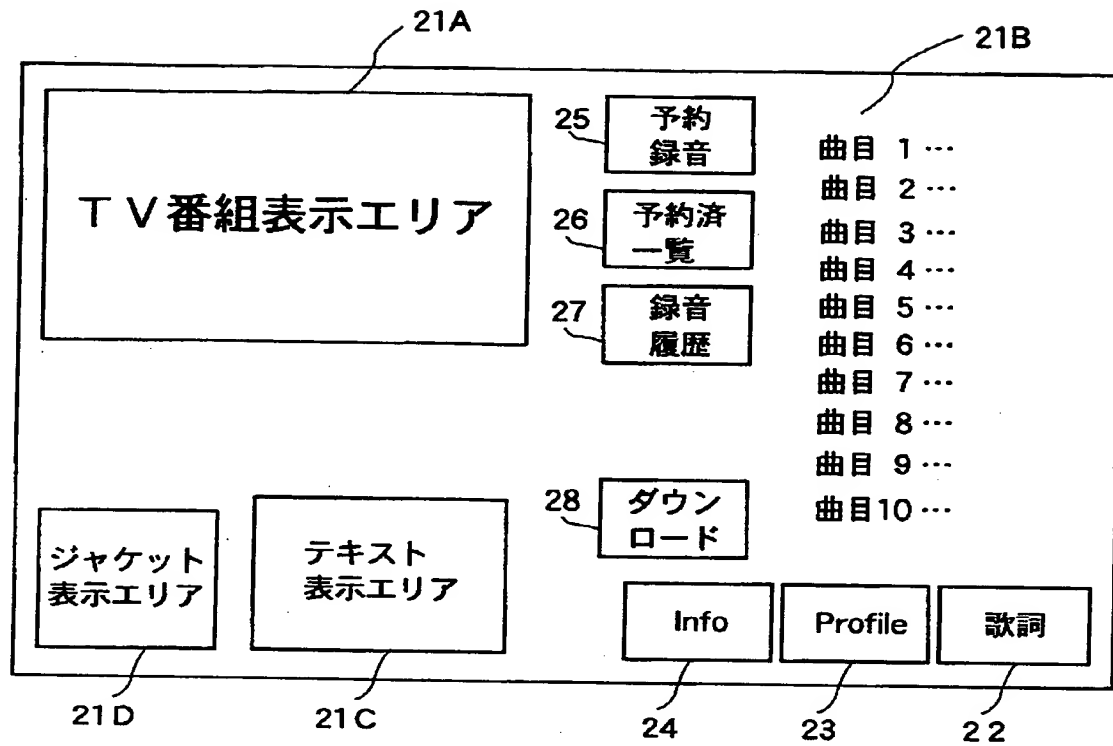 21A
21B
TV番組表示エリア
25
予約
録音
26
予約済
一覧
27
録音
履歴
曲目 1 …
曲目 2 …
曲目 3 …
曲目 4 …
曲目 5 …
曲目 6 …
曲目 7 …
曲目 8 …
曲目 9 …
曲目10 …
28
ダウン
ロード
ジャケット
表示エリア
テキスト
表示エリア
Info
Profile
歌詞
21D
21C
24
23
22